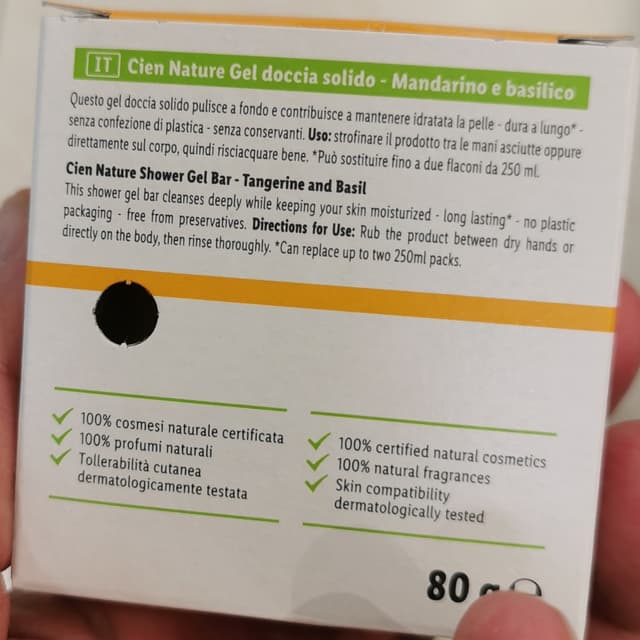 IT Cien Nature Gel doccia solido - Mandarino e basilico
Questo gel doccia solido pulisce a fondo e contribuisce a mantenere idratata la pelle - dura a lungo* -
senza confezione di plastica - senza conservanti. Uso: strofinare il prodotto tra le mani asciutte oppure
direttamente sul corpo, quindi risciacquare bene. *Può sostituire fino a due flaconi da 250 ml.
Cien Nature Shower Gel Bar - Tangerine and Basil
This shower gel bar cleanses deeply while keeping your skin moisturized - long lasting* - no plastic
packaging - free from preservatives. Directions for Use: Rub the product between dry hands or
directly on the body, then rinse thoroughly. *Can replace up to two 250ml packs.
100% cosmesi naturale certificata
100% profumi naturali
Tollerabilità cutanea
dermatologicamente testata
100% certified natural cosmetics
100% natural fragrances
Skin compatibility
dermatologically tested
80 g